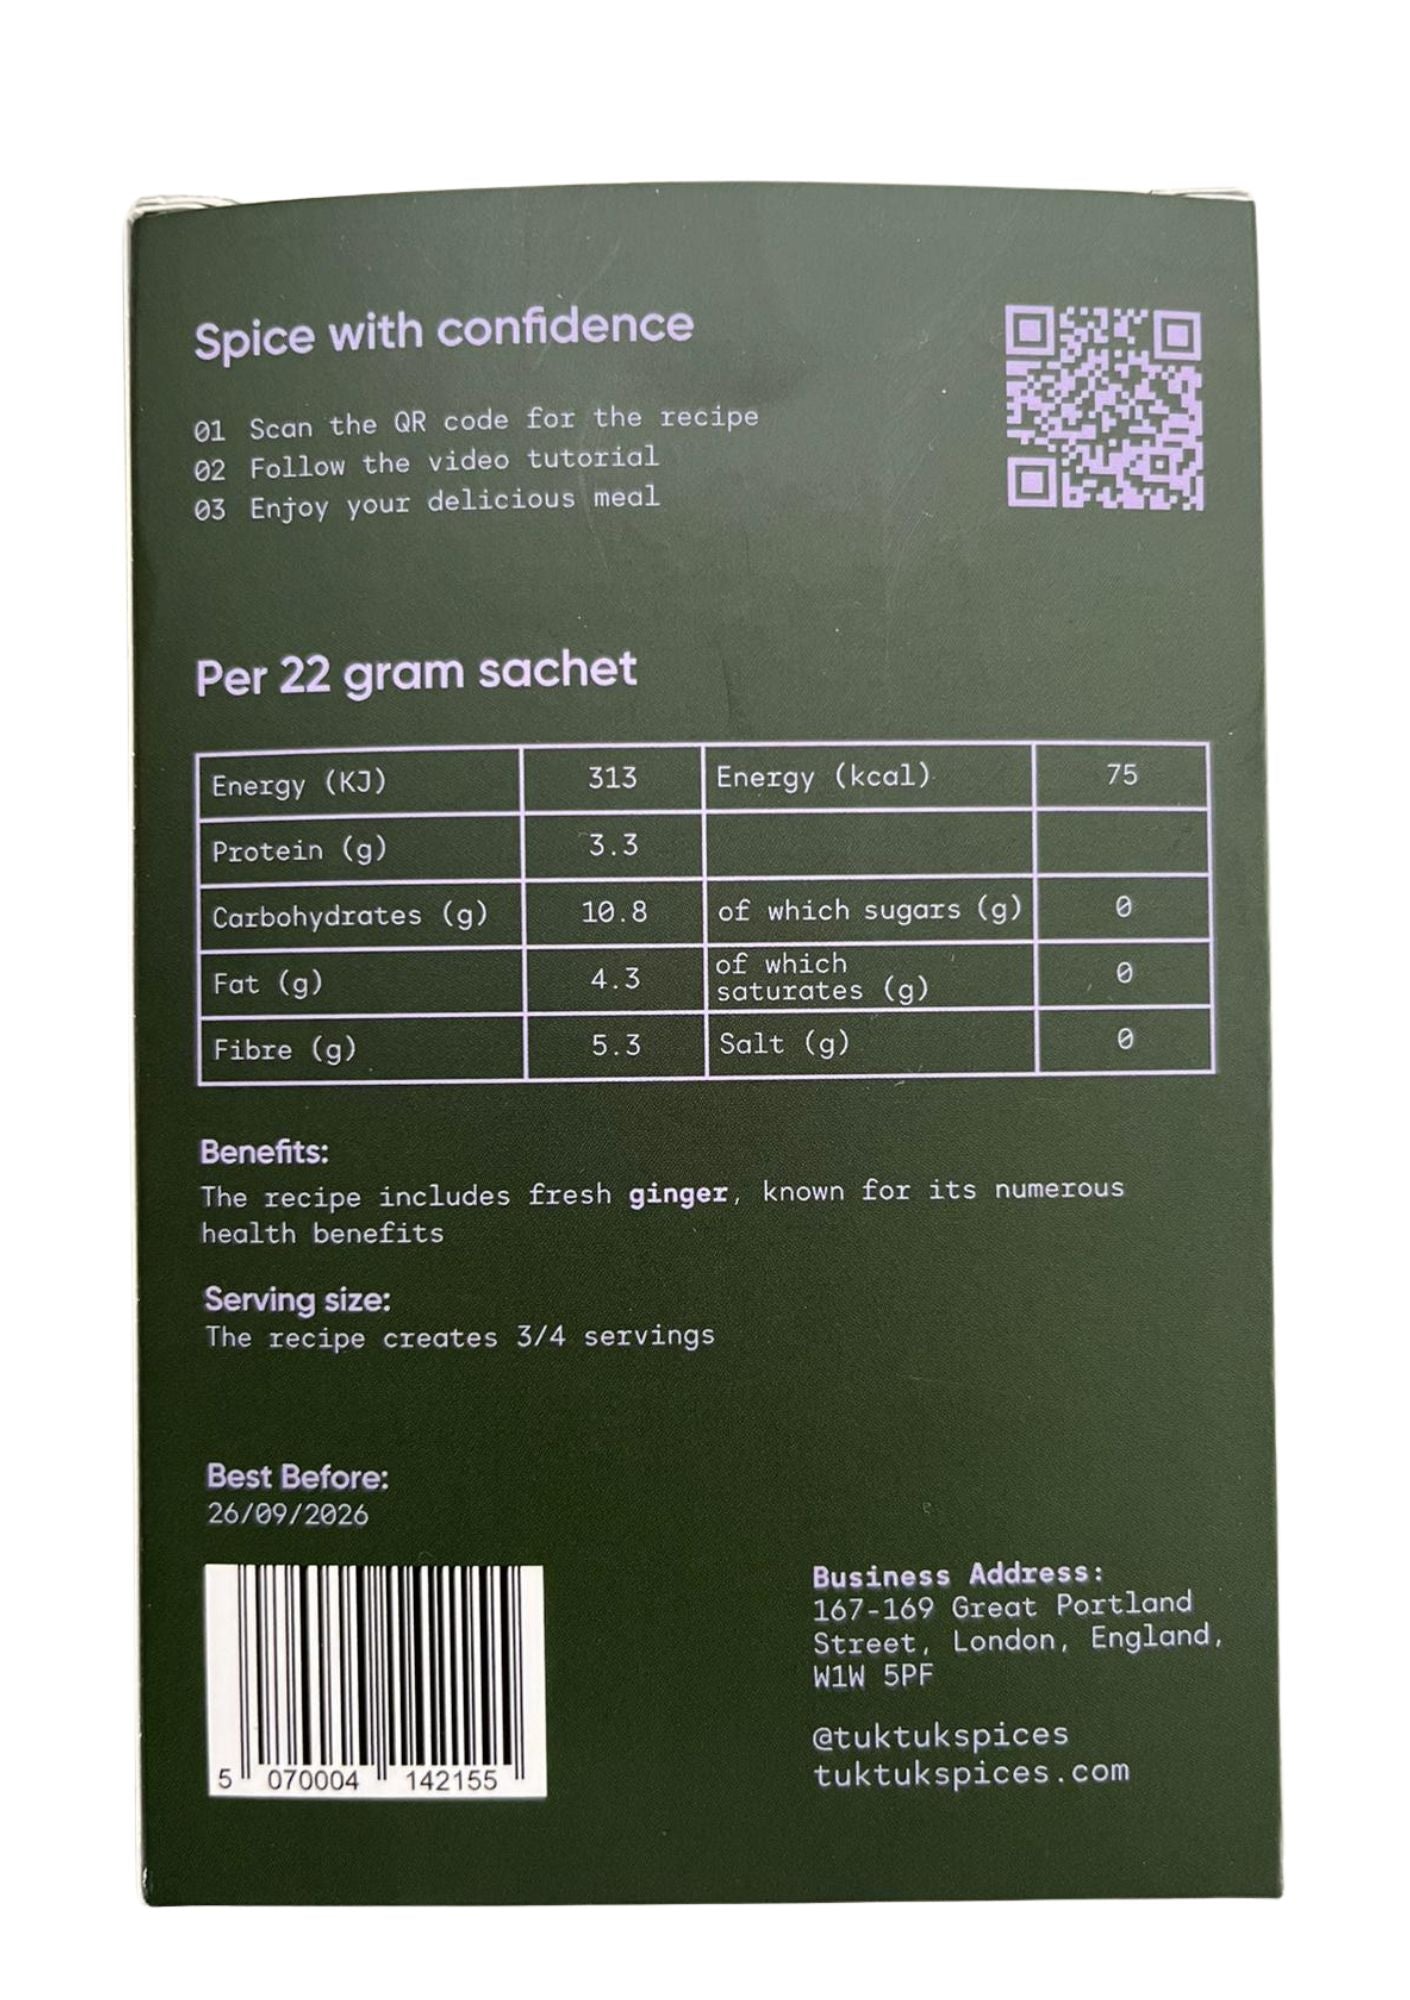 Spice with confidence
01 Scan the QR code for the recipe
02 Follow the video tutorial
03 Enjoy your delicious meal
Per 22 gram sachet
Energy (KJ) 313 Energy (kcal) 75
Protein (g) 3.3
Carbohydrates (g) 10.8 of which sugars (g) 0
Fat (g) 4.3 of which saturates (g) 0
Fibre (g) 5.3 Salt (g) 0
Benefits:
The recipe includes fresh ginger, known for its numerous
health benefits
Serving size:
The recipe creates 3/4 servings
Best Before:
26/09/2026
5 070004 142155
Business Address:
167-169 Great Portland
Street, London, England,
W1W 5PF
@tuktukspices
tuktukspices.com